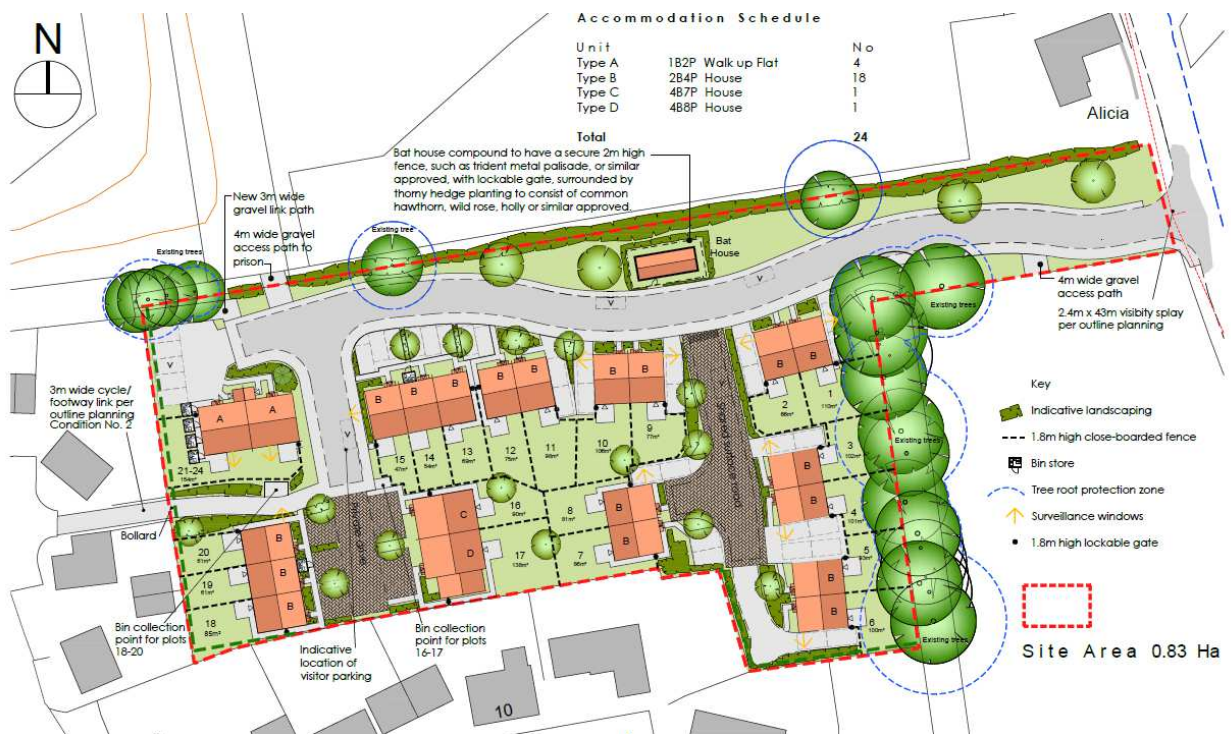 N
Accommodation Schedule
Unit No
Type A 1B2P Walk up Flat 4
Type B 2B4P House 18
Type C 4B7P House 1
Type D 4B8P House 1
Total 24
Alicia
Bat house compound to have a secure 2m high
fence, such as trident metal palisade, or similar
approved, with lockable gate, surrounded by
thorny hedge planting to consist of common
hawthorn, wild rose, holly or similar approved.
New 3m wide
gravel link path
4m wide gravel
access path to
prison
Existing trees
Existing tree
Bat
House
Existing trees
4m wide gravel
access path
2.4m x 43m visibity splay
per outline planning
3m wide cycle/
footway link per
outline planning
Condition No. 2
V
V
V
V
V
V
A
A
B
B
B
B
B
B
B
B
B
21-24
15
14
13
12
11
10
9
2
1
3
Existing trees
Shared surface road
Private drive
B
B
B
B
B
B
B
B
B
C
D
16
17
8
7
4
5
6
20
19
18
Bollard
Bin collection
point for plots
18-20
Indicative
location of
visitor parking
Bin collection
point for plots
16-17
10
Existing trees
Key
Indicative landscaping
1.8m high close-boarded fence
Bin store
Tree root protection zone
Surveillance windows
1.8m high lockable gate
Site Area 0.83 Ha